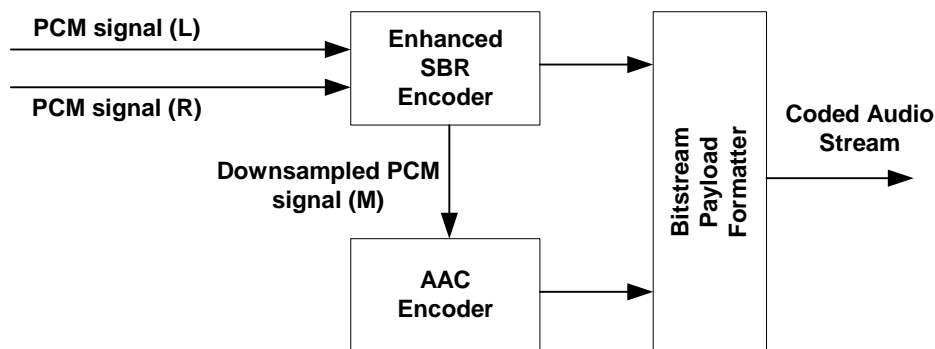 PCM signal (L)
PCM signal (R)
Enhanced
SBR
Encoder
Downsampled PCM
signal (M)
AAC
Encoder
Bitstream
Payload
Formatter
Coded Audio
Stream